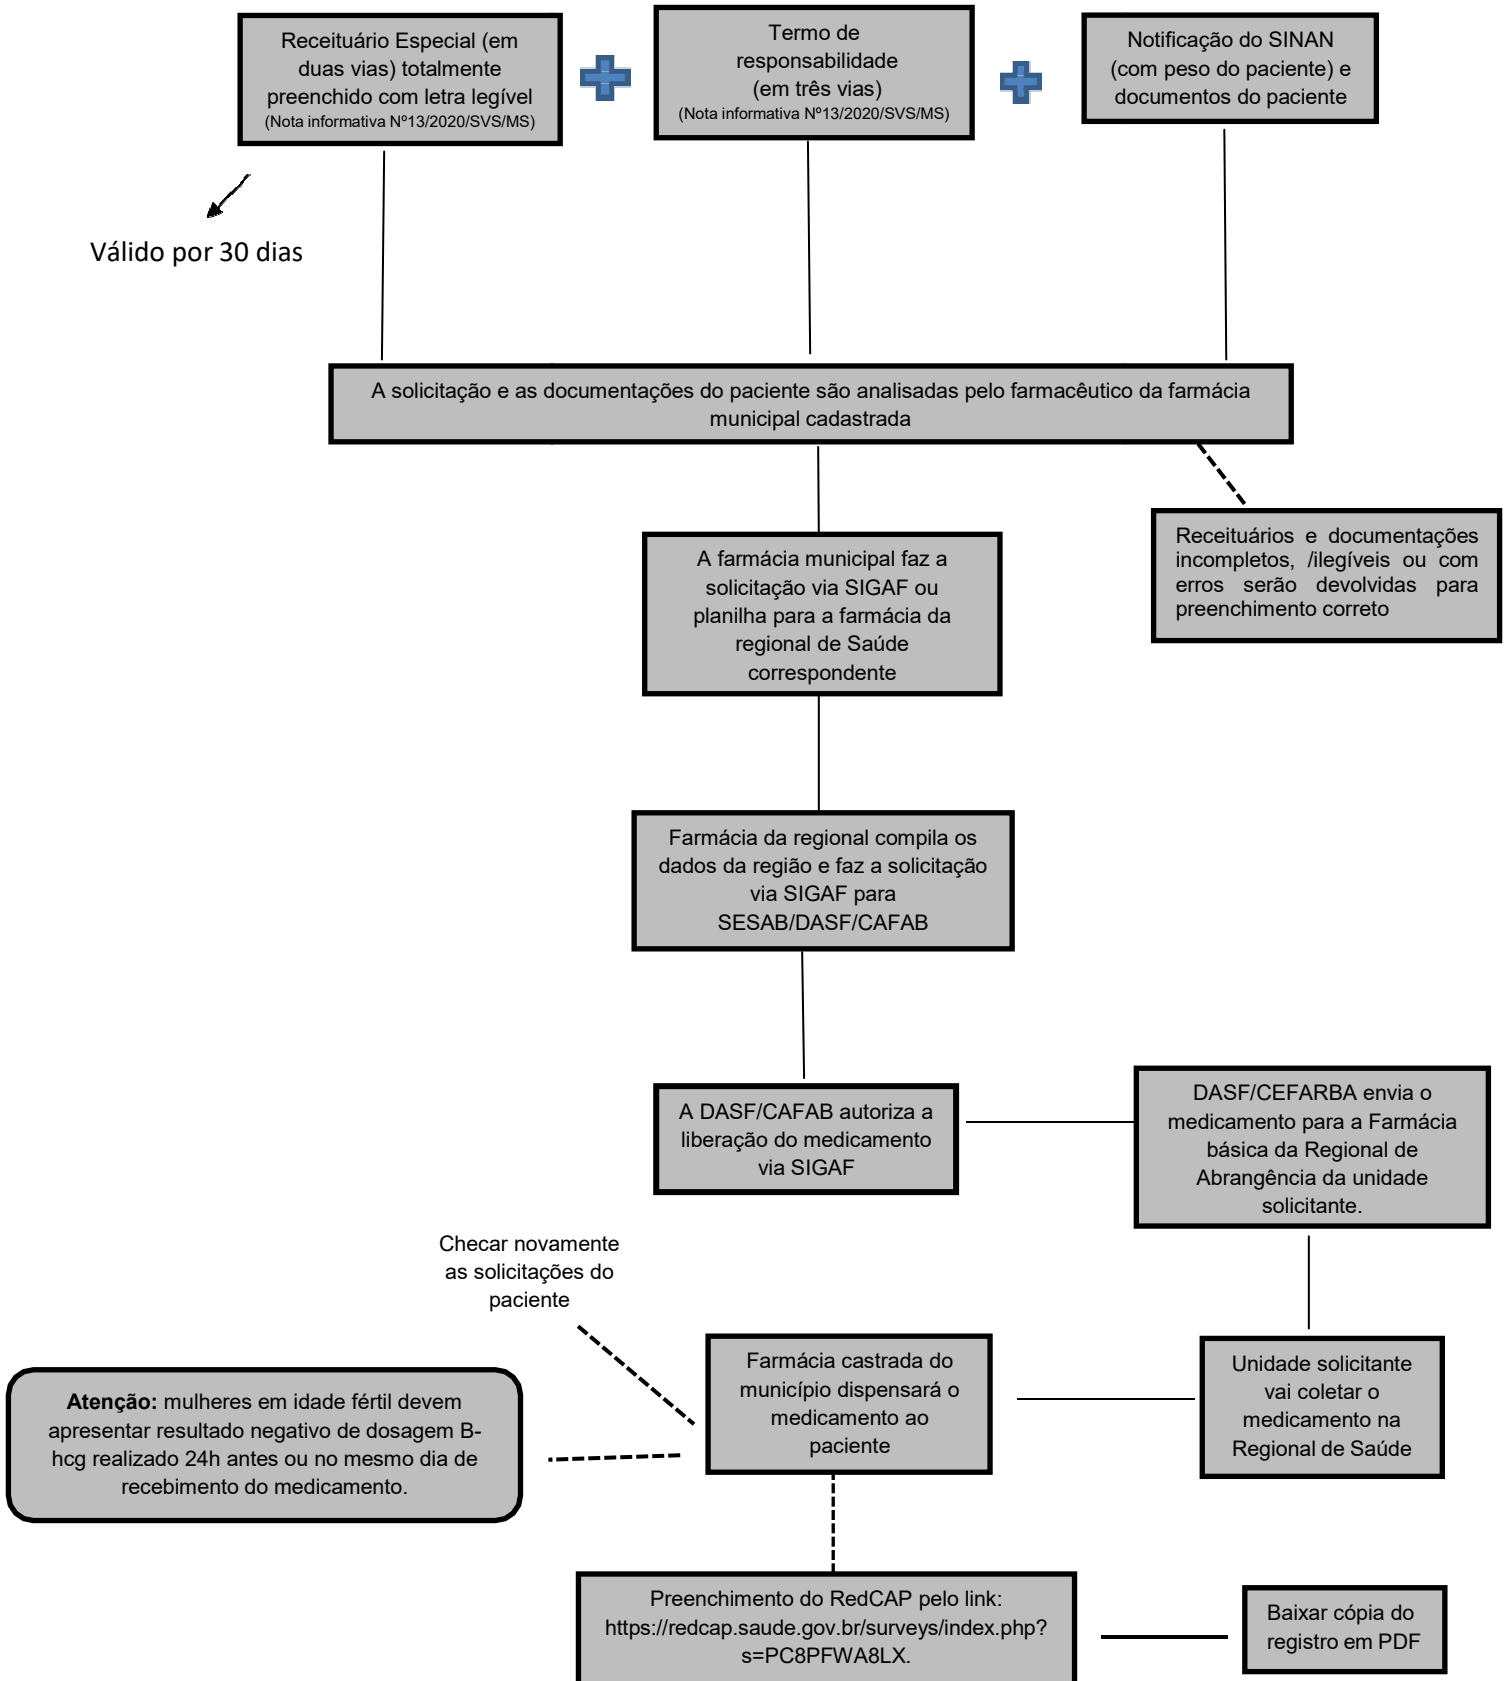 Receituário Especial (em
duas vias) totalmente
preenchido com letra legível
(Nota informativa Nº13/2020/SVS/MS)
Termo de
responsabilidade
(em três vias)
(Nota informativa Nº13/2020/SVS/MS)
Notificação do SINAN
(com peso do paciente) e
documentos do paciente
Válido por 30 dias
A solicitação e as documentações do paciente são analisadas pelo farmacêutico da farmácia
municipal cadastrada
Receituários e documentações
incompletos, /ilegíveis ou com
erros serão devolvidas para
preenchimento correto
A farmácia municipal faz a
solicitação via SIGAF ou
planilha para a farmácia da
regional de Saúde
correspondente
Farmácia da regional compila os
dados da região e faz a solicitação
via SIGAF para
SESAB/DASF/CAFAB
A DASF/CAFAB autoriza a
liberação do medicamento
via SIGAF
DASF/CEFARBA envia o
medicamento para a Farmácia
básica da Regional de
Abrangência da unidade
solicitante.
Checar novamente
as solicitações do
paciente
Farmácia castrada do
município dispensará o
medicamento ao
paciente
Unidade solicitante
vai coletar o
medicamento na
Regional de Saúde
Atenção: mulheres em idade fértil devem
apresentar resultado negativo de dosagem B-
hcg realizado 24h antes ou no mesmo dia de
recebimento do medicamento.
Preenchimento do RedCAP pelo link:
https://redcap.saude.gov.br/surveys/index.php?
s=PC8PFWA8LX.
Baixar cópia do
registro em PDF